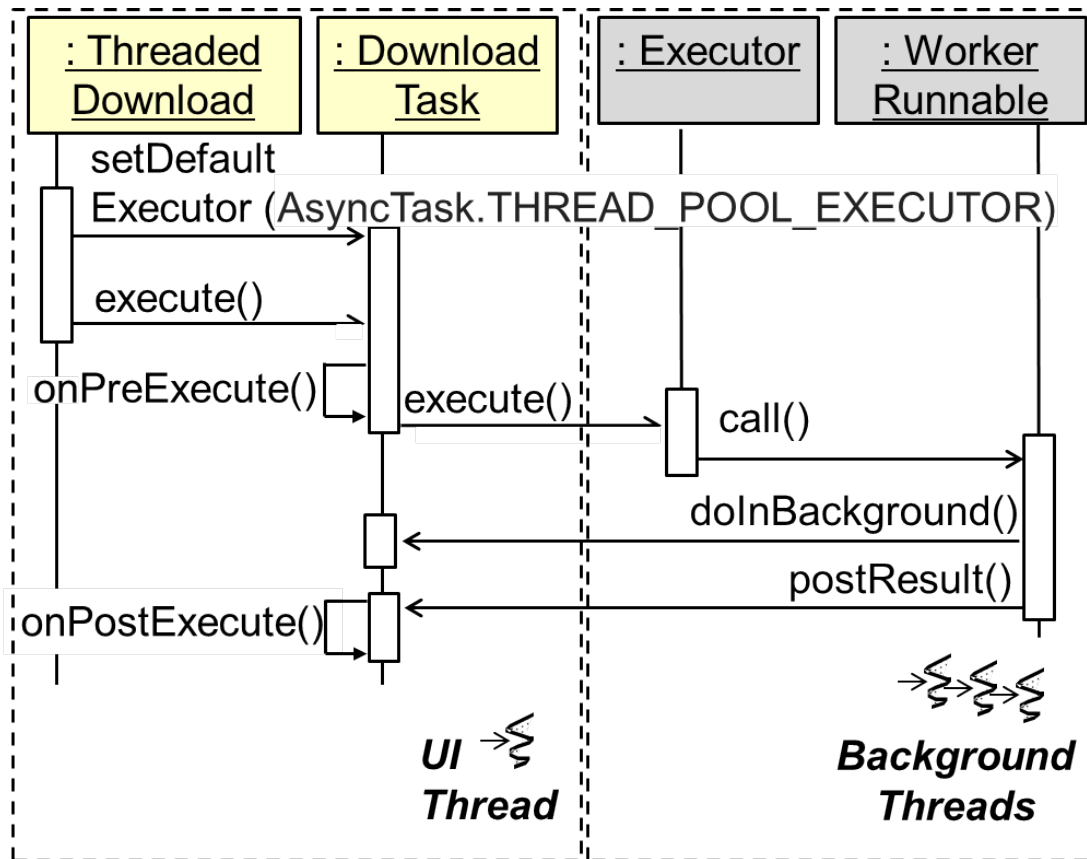 : Threaded
Download
: Download
Task
: Executor
: Worker
Runnable
setDefault
Executor (AsyncTask.THREAD_POOL_EXECUTOR)
execute()
onPreExecute()
execute()
call()
doInBackground()
postResult()
onPostExecute()
UI
Thread
Background
Threads